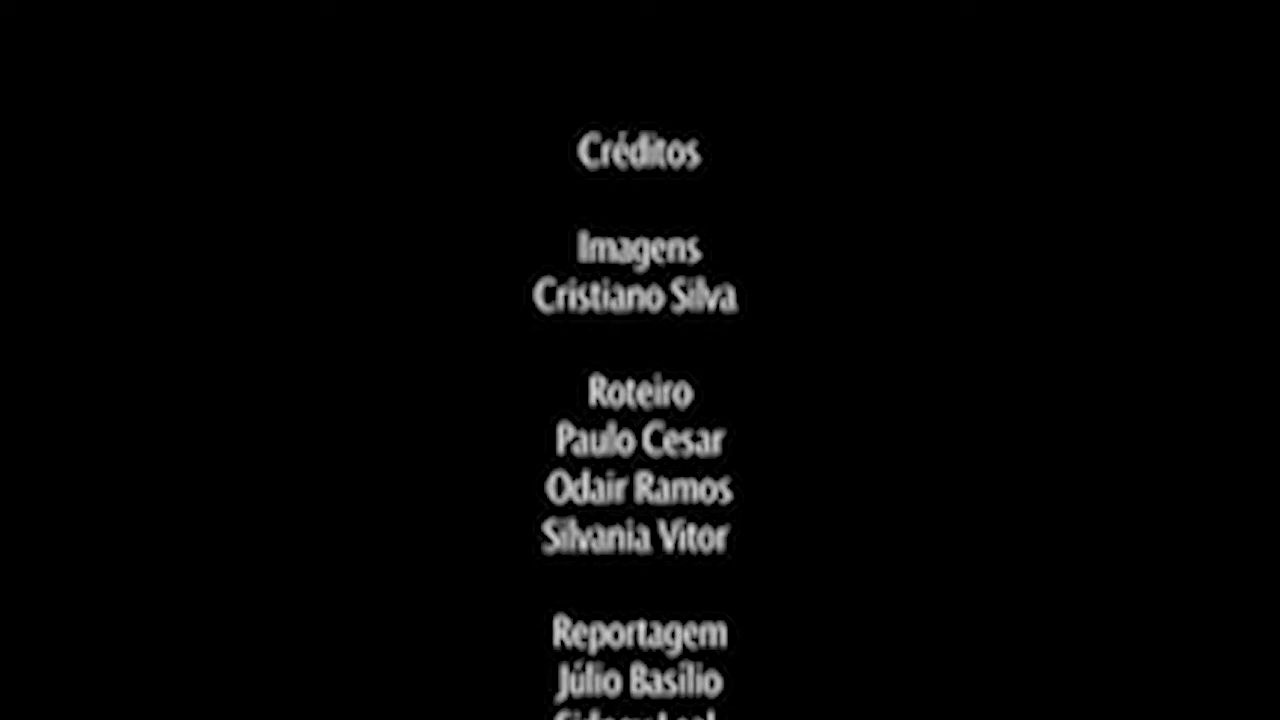 Créditos
Imagens
Cristiano Silva
Roteiro
Paulo Cesar
Odair Ramos
Silvania Vitor
Reportagem
Júlio Basílio